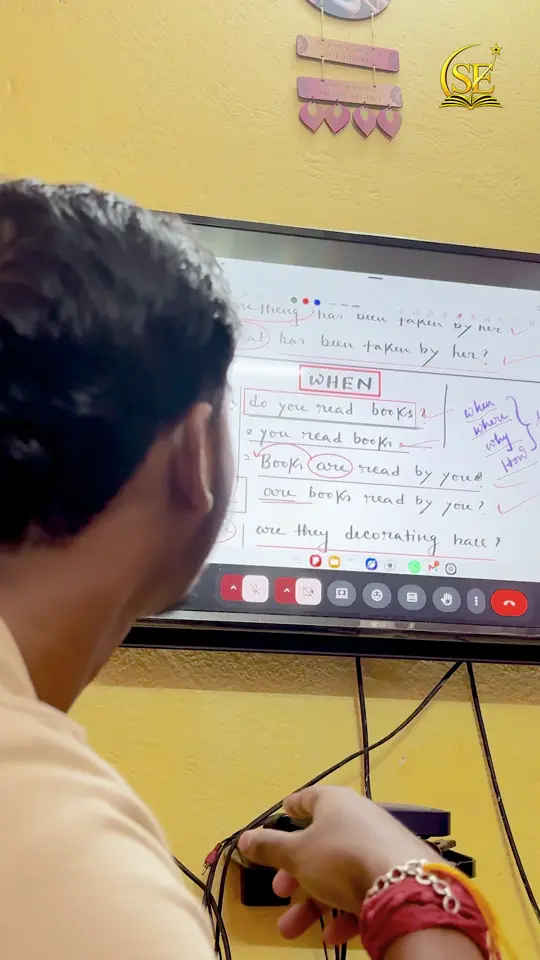 SE
has been taken by her
has been taken by her?
WHEN
do you read books?
you read books
Books are read by you?
are books read by you?
are they decorating hall?
when
where
why
How